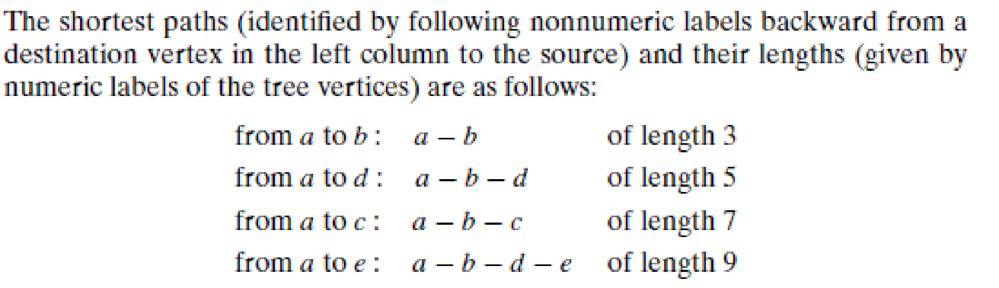 The shortest paths (identified by following nonnumeric labels backward from a
destination vertex in the left column to the source) and their lengths (given by
numeric labels of the tree vertices) are as follows:
from a to b : a – b of length 3
from a to d : a – b – d of length 5
from a to c : a – b – c of length 7
from a to e : a – b – d – e of length 9